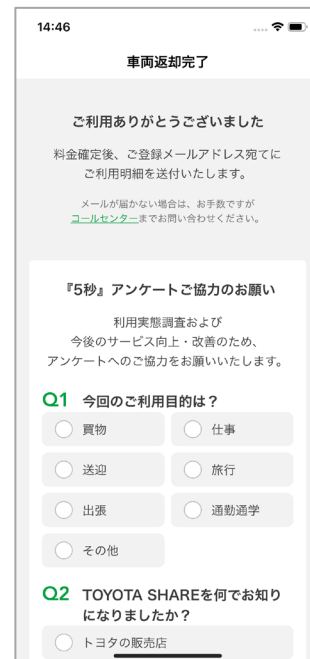 14:46
車両返却完了
ご利用ありがとうございました
料金確定後、ご登録メールアドレス宛てに
ご利用明細を送付いたします。
メールが届かない場合は、お手数ですが
コールセンターまでお問い合わせください。
『5秒』アンケートご協力のお願い
利用実態調査および
今後のサービス向上・改善のため、
アンケートへのご協力をお願いいたします。
Q1 今回のご利用目的は？
買物
仕事
送迎
旅行
出張
通勤通学
その他
Q2 TOYOTA SHAREを何でお知り
になりましたか？
トヨタの販売店